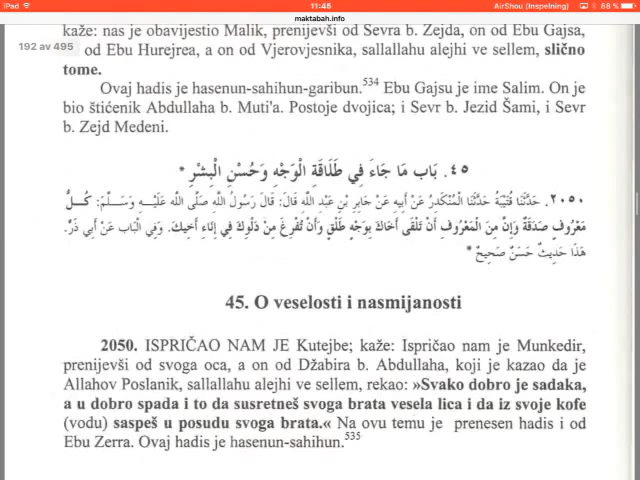 iPad
11:45
AirShou (Inspelning)
68 %
maktabah.info
192 av 495
kaže: nas je obavijestio Malik, prenijevši od Sevra b. Zejda, on od Ebu Gajsa,
od Ebu Hurejrea, a on od Vjerovjesnika, sallallahu alejhi ve sellem, slično
tome.
Ovaj hadis je hasenun-sahihun-garibun.534 Ebu Gajsu je ime Salim. On je
bio štićenik Abdullaha b. Muti'a. Postoje dvojica; i Sevr b. Jezid Šami, i Sevr
b. Zejd Medeni.
٤٥. بَاب مَا جَاءَ فِي طَلَاقَةِ الْوَجْهِ وَحُسْنِ الْبِشْرِ *
٢٠٥٠. حَدَّثَنَا قُتَيْبَةُ حَدَّثَنَا الْمُنْكَدِرُ عَنْ أَبِيهِ عَنْ جَابِرِ بْنِ عَبْدِ اللَّهِ قَالَ: قَالَ رَسُولُ اللَّهِ صَلَّى اللَّه عَلَيْهِ وَسَلَّمَ: كُلُّ
مَعْرُوفٍ صَدَقَةٌ وَإِنَّ مِنَ الْمَعْرُوفِ أَنْ تَلْقَى أَخَاكَ بِوَجْهٍ طَلْقٍ وَأَنْ تُفْرِغَ مِنْ دَلْوِكَ فِي إِنَاءِ أَخِيكَ. وَفِي الْبَاب عَنْ أَبِي ذَرٍّ.
هَذَا حَدِيثٌ حَسَنٌ صَحِيحٌ *
45. O veselosti i nasmijanosti
2050. ISPRIČAO NAM JE Kutejbe; kaže: Ispričao nam je Munkedir,
prenijevši od svoga oca, a on od Džabira b. Abdullaha, koji je kazao da je
Allahov Poslanik, sallallahu alejhi ve sellem, rekao: »Svako dobro je sadaka,
a u dobro spada i to da susretneš svoga brata vesela lica i da iz svoje kofe
(vodu) saspeš u posudu svoga brata.« Na ovu temu je prenesen hadis i od
Ebu Zerra. Ovaj hadis je hasenun-sahihun.535